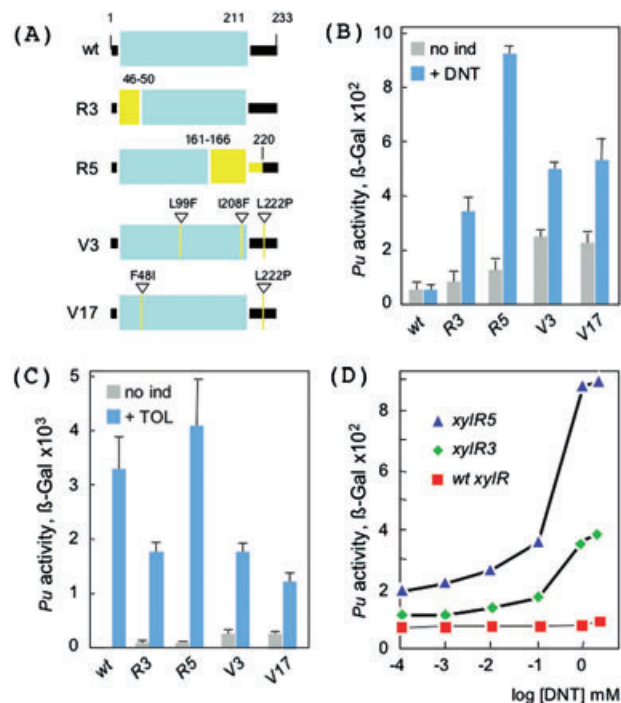 (A)
1 211 233
wt
46-50
R3
161-166 220
R5
L99F I208F L222P
V3
F48I L222P
V17
(B)
no ind
+ DNT
Pu activity, ß-Gal x10²
10
8
6
4
2
0
wt R3 R5 V3 V17
(C)
no ind
+ TOL
Pu activity, ß-Gal x10³
5
4
3
2
1
0
wt R3 R5 V3 V17
(D)
xylR5
xylR3
wt xylR
Pu activity, ß-Gal x10²
8
6
4
2
0
-4 -3 -2 -1 0 1
log [DNT] mM